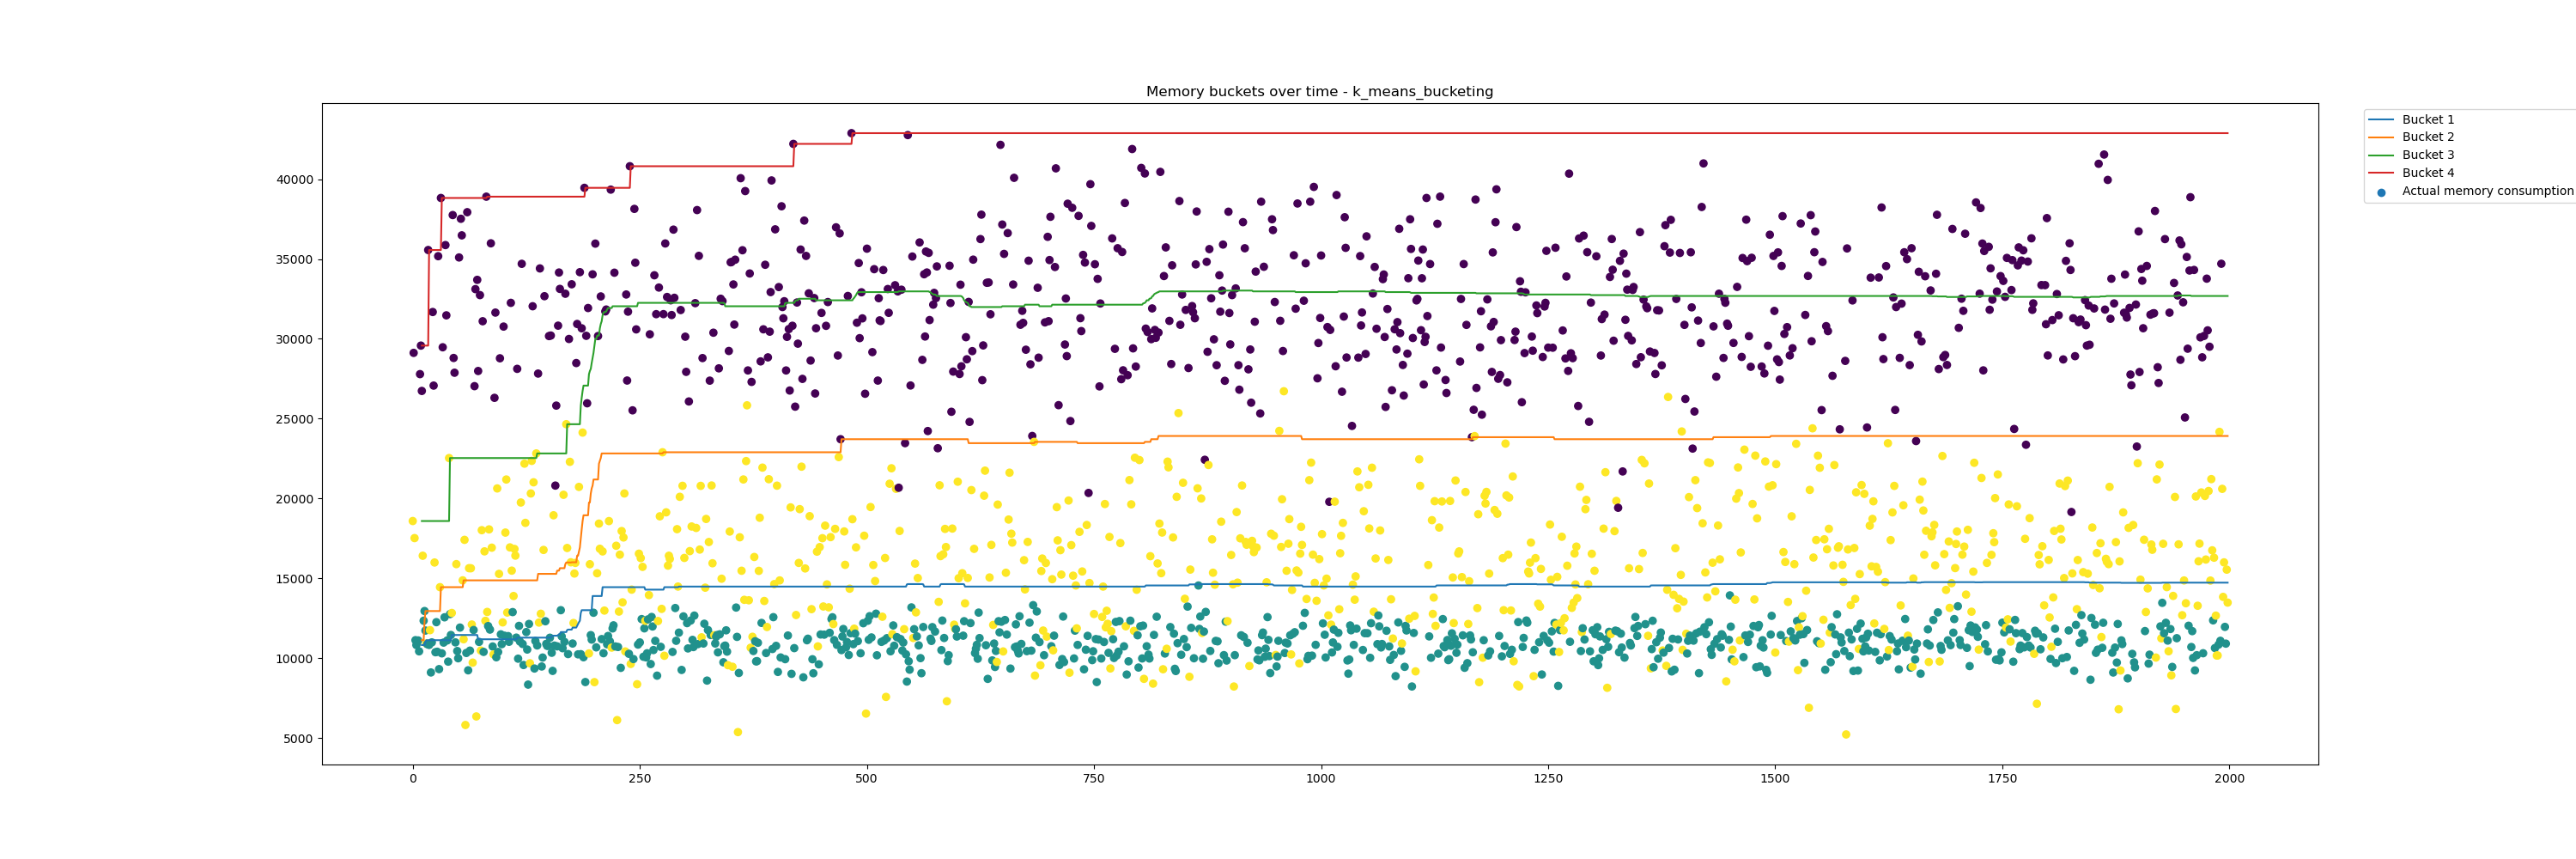 Memory buckets over time - k_means_bucketing
Bucket 1
Bucket 2
Bucket 3
Bucket 4
Actual memory consumption
40000
35000
30000
25000
20000
15000
10000
5000
0 250 500 750 1000 1250 1500 1750 2000